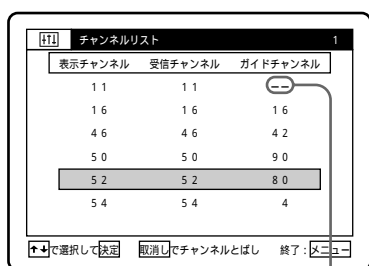 チャンネルリスト 1
表示チャンネル 受信チャンネル ガイドチャンネル
11 11 --
16 16 16
46 46 42
50 50 90
52 52 80
54 54 4
↑↓で選択して決定 取消しでチャンネルとばし 終了:メニュー